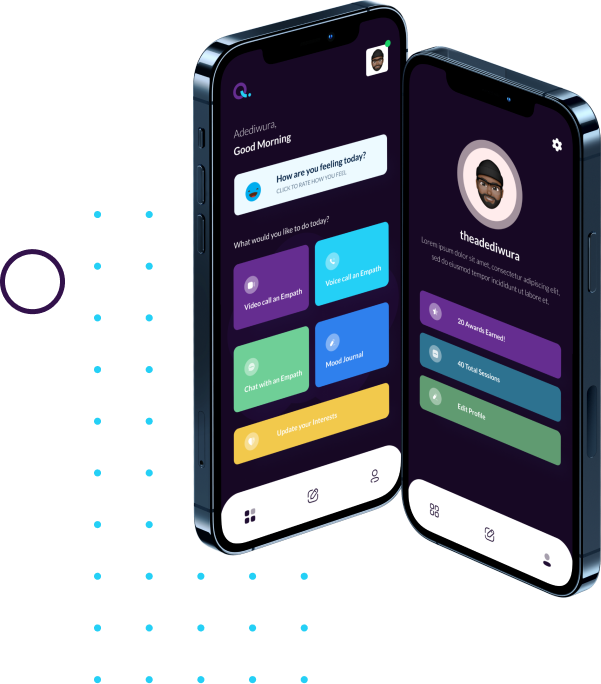 Adediwura,
Good Morning
How are you feeling today?
CLICK TO RATE HOW YOU FEEL
What would you like to do today?
Video call an Empath
Voice call an Empath
Chat with an Empath
Mood Journal
Update your Interests
theadediwura
Lorem ipsum dolor sit amet, consectetur adipiscing elit,
sed do eiusmod tempor incididunt ut labore et.
20 Awards Earned!
40 Total Sessions
Edit Profile